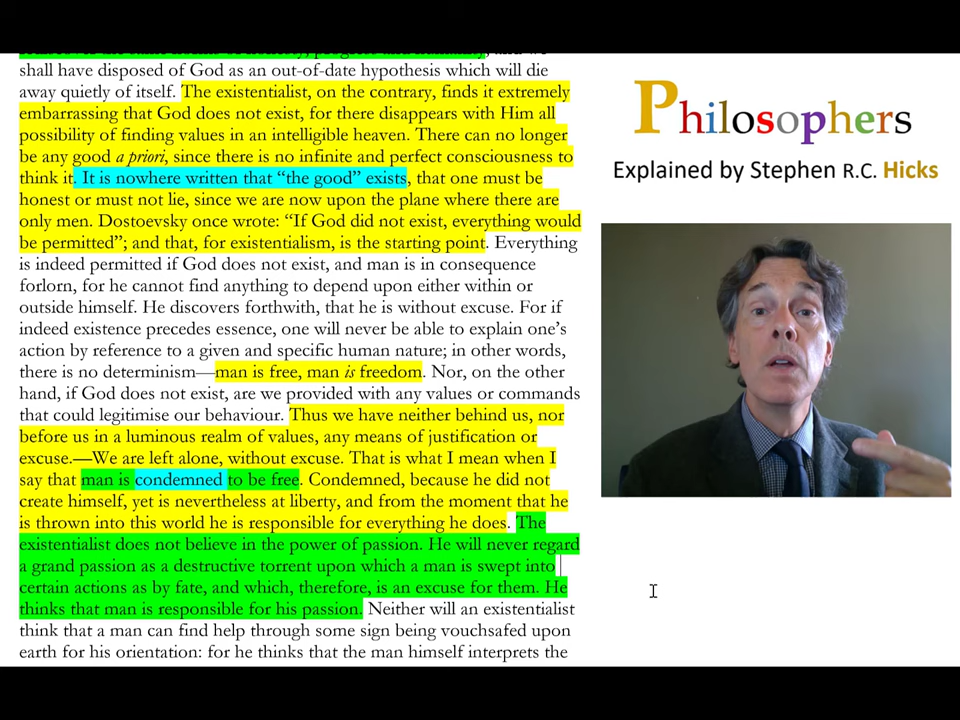 shall have disposed of God as an out-of-date hypothesis which will die
away quietly of itself. The existentialist, on the contrary, finds it extremely
embarrassing that God does not exist, for there disappears with Him all
possibility of finding values in an intelligible heaven. There can no longer
be any good a priori, since there is no infinite and perfect consciousness to
think it. It is nowhere written that “the good” exists, that one must be
honest or must not lie, since we are now upon the plane where there are
only men. Dostoevsky once wrote: “If God did not exist, everything would
be permitted”; and that, for existentialism, is the starting point. Everything
is indeed permitted if God does not exist, and man is in consequence
forlorn, for he cannot find anything to depend upon either within or
outside himself. He discovers forthwith, that he is without excuse. For if
indeed existence precedes essence, one will never be able to explain one’s
action by reference to a given and specific human nature; in other words,
there is no determinism—man is free, man is freedom. Nor, on the other
hand, if God does not exist, are we provided with any values or commands
that could legitimise our behaviour. Thus we have neither behind us, nor
before us in a luminous realm of values, any means of justification or
excuse.—We are left alone, without excuse. That is what I mean when I
say that man is condemned to be free. Condemned, because he did not
create himself, yet is nevertheless at liberty, and from the moment that he
is thrown into this world he is responsible for everything he does. The
existentialist does not believe in the power of passion. He will never regard
a grand passion as a destructive torrent upon which a man is swept into
certain actions as by fate, and which, therefore, is an excuse for them. He
thinks that man is responsible for his passion. Neither will an existentialist
think that a man can find help through some sign being vouchsafed upon
earth for his orientation: for he thinks that the man himself interprets the
Philosophers
Explained by Stephen R.C. Hicks